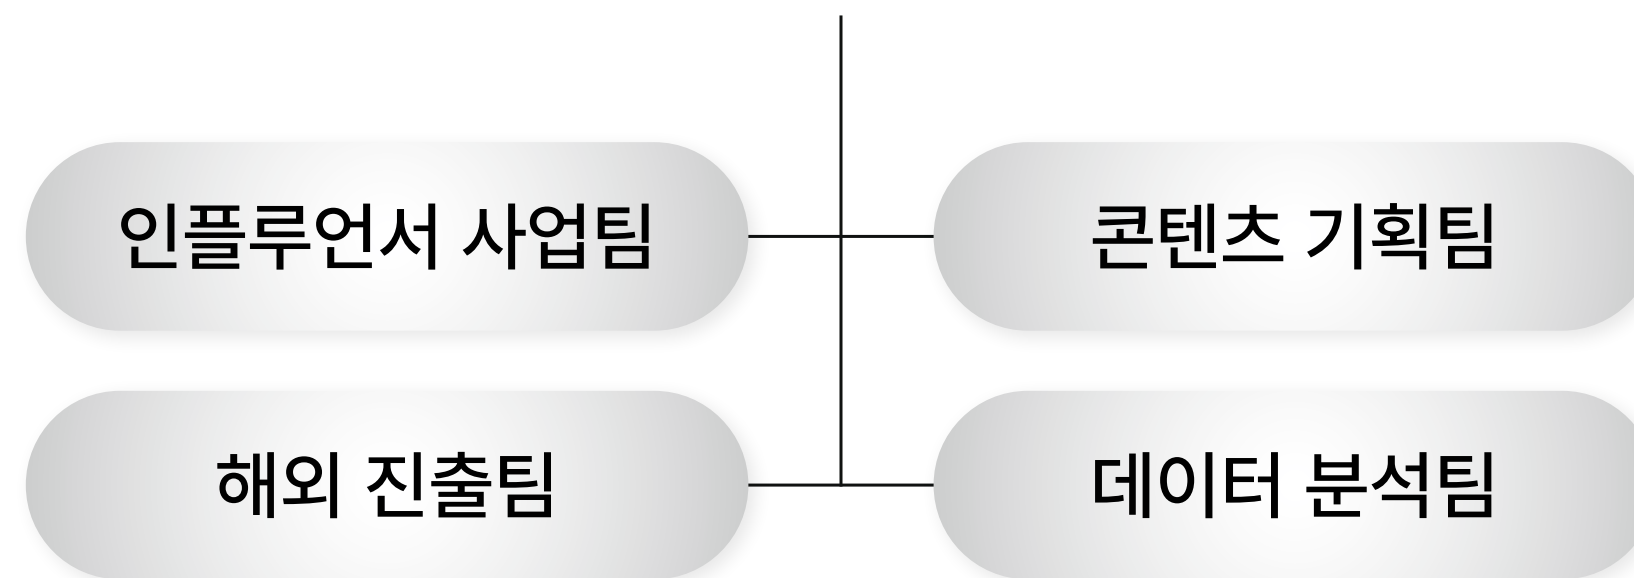 인플루언서 사업팀
콘텐츠 기획팀
해외 진출팀
데이터 분석팀